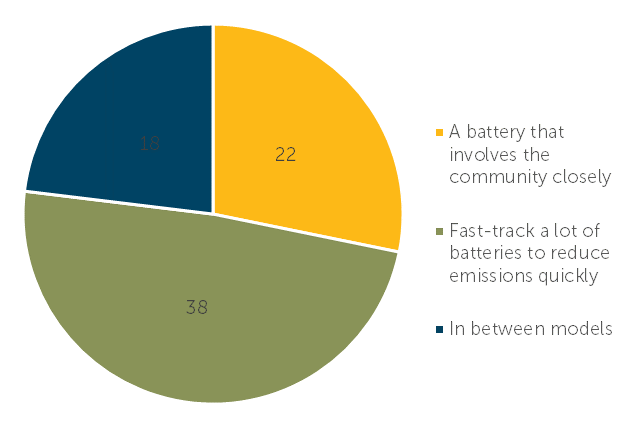 18
22
38
A battery that
involves the
community closely
Fast-track a lot of
batteries to reduce
emissions quickly
In between models